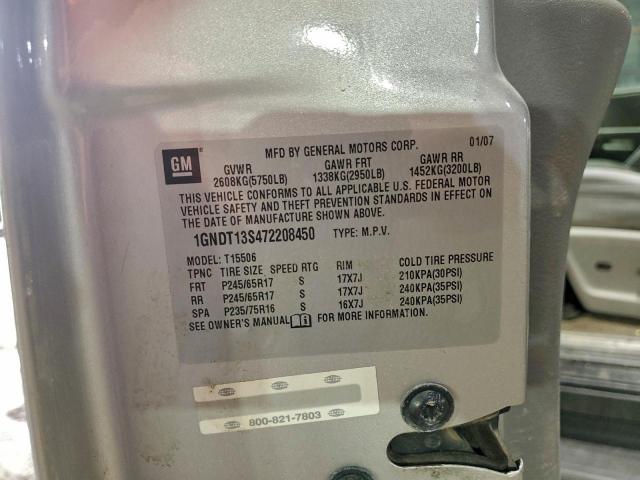 MFD BY GENERAL MOTORS CORP. 01/07
GM
GVWR GAWR FRT GAWR RR
2608KG(5750LB) 1338KG(2950LB) 1452KG(3200LB)
THIS VEHICLE CONFORMS TO ALL APPLICABLE U.S. FEDERAL MOTOR
VEHICLE SAFETY AND THEFT PREVENTION STANDARDS IN EFFECT ON
THE DATE OF MANUFACTURE SHOWN ABOVE.
1GNDT13S472208450 TYPE: M.P.V.
MODEL: T15506
TPNC TIRE SIZE SPEED RTG RIM COLD TIRE PRESSURE
FRT P245/65R17 S 17X7J 210KPA(30PSI)
RR P245/65R17 S 17X7J 240KPA(35PSI)
SPA P235/75R16 S 16X7J 240KPA(35PSI)
SEE OWNER'S MANUAL FOR MORE INFORMATION.
800-821-7803